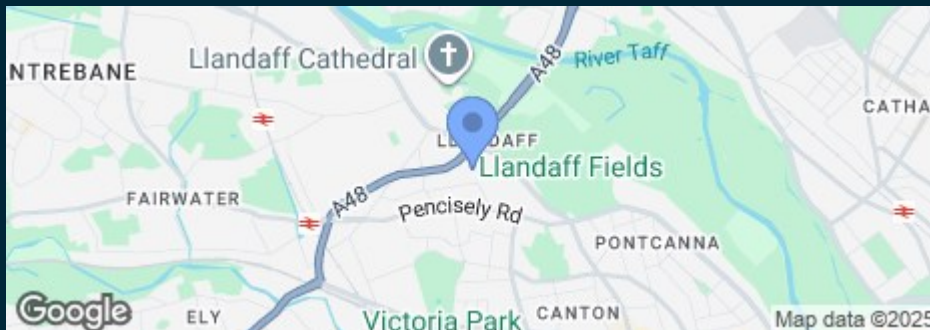 Llandaff Cathedral
A48
River Taff
NTREBANE
CATHA
Llandaff Fields
FAIRWATER
A48
Pencisely Rd
PONTCANNA
Google
ELY
Victoria Park
CANTON
Map data ©2025